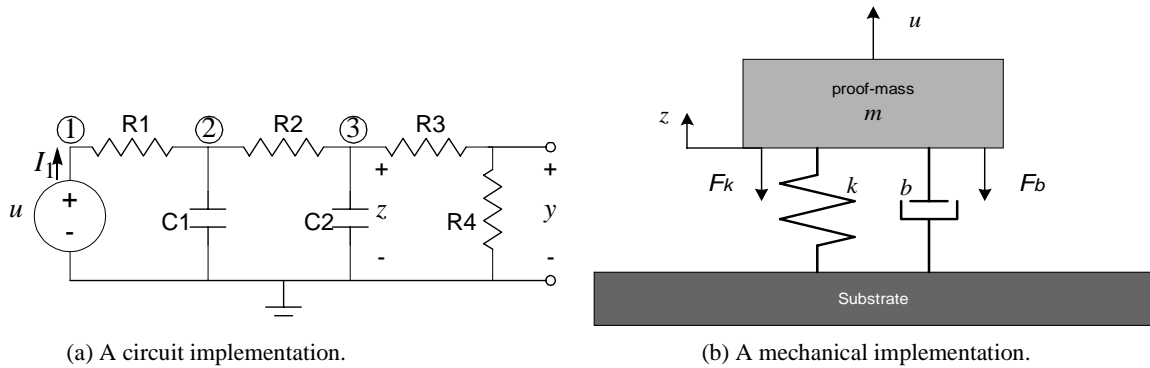 1
2
3
R1
R2
R3
I1
u
+
-
C1
C2
+
z
-
R4
+
y
-
(a) A circuit implementation.
u
proof-mass
m
z
Fk
k
b
Fb
Substrate
(b) A mechanical implementation.